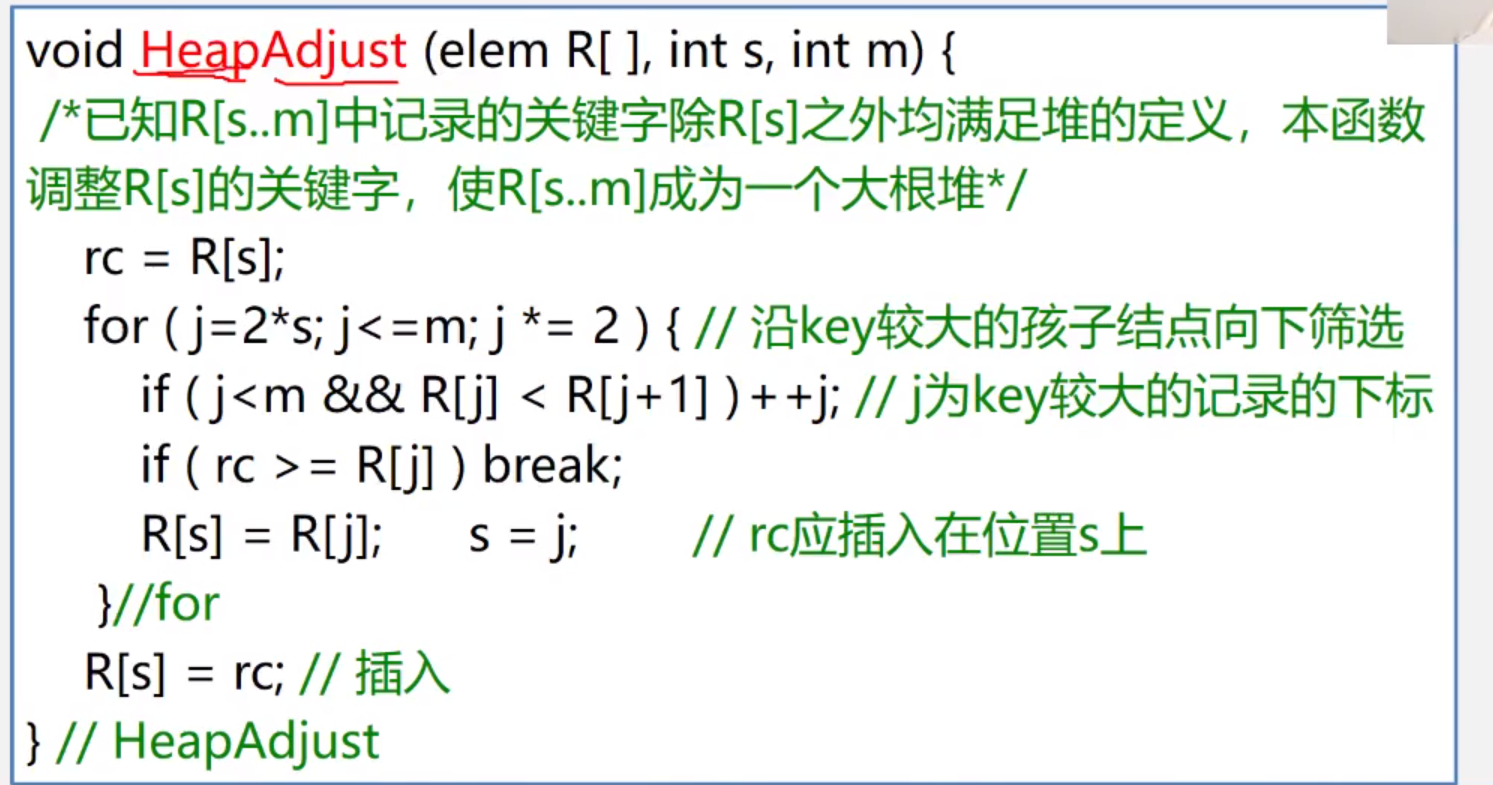 void HeapAdjust (elem R[ ], int s, int m) {
/*已知R[s..m]中记录的关键字除R[s]之外均满足堆的定义，本函数
调整R[s]的关键字，使R[s..m]成为一个大根堆*/
rc = R[s];
for ( j=2*s; j<=m; j *= 2 ) { // 沿key较大的孩子结点向下筛选
if ( j<m && R[j] < R[j+1] ) ++j; // j为key较大的记录的下标
if ( rc >= R[j] ) break;
R[s] = R[j]; s = j; // rc应插入在位置s上
}//for
R[s] = rc; // 插入
} // HeapAdjust